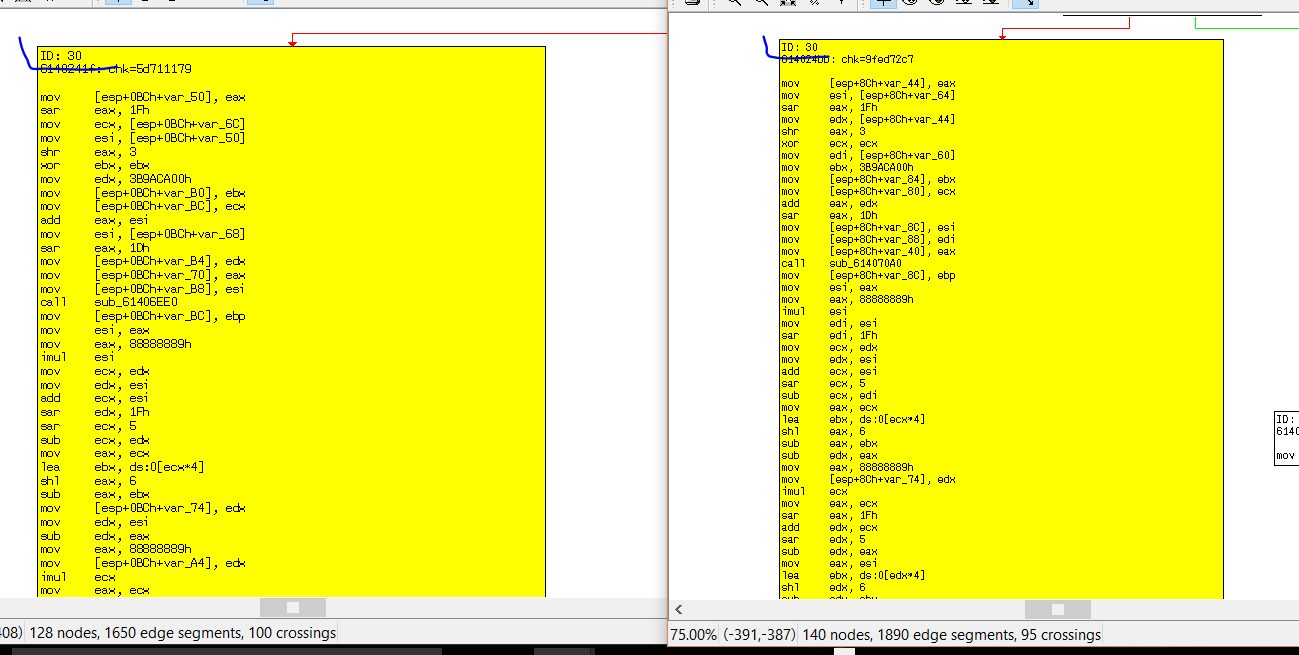 ID: 30
6140241f: chk=5d711179
mov [esp+0BCh+var_50], eax
sar eax, 1Fh
mov ecx, [esp+0BCh+var_6C]
mov esi, [esp+0BCh+var_50]
shr eax, 3
xor ebx, ebx
mov edx, 3B9ACA00h
mov [esp+0BCh+var_B0], ebx
mov [esp+0BCh+var_BC], ecx
add eax, esi
mov esi, [esp+0BCh+var_68]
sar eax, 1Dh
mov [esp+0BCh+var_B4], edx
mov [esp+0BCh+var_70], eax
mov [esp+0BCh+var_B8], esi
call sub_61406EE0
mov [esp+0BCh+var_BC], ebp
mov esi, eax
mov eax, 88888889h
imul esi
mov ecx, edx
mov edx, esi
add ecx, esi
sar edx, 1Fh
sar ecx, 5
sub ecx, edx
mov eax, ecx
lea ebx, ds:0[ecx*4]
shl eax, 6
sub eax, ebx
mov [esp+0BCh+var_74], edx
mov edx, esi
sub edx, eax
mov eax, 88888889h
mov [esp+0BCh+var_A4], edx
imul ecx
mov eax, ecx
408) 128 nodes, 1650 edge segments, 100 crossings
ID: 30
614024bb: chk=9fed72c7
mov [esp+8Ch+var_44], eax
mov esi, [esp+8Ch+var_64]
sar eax, 1Fh
mov edx, [esp+8Ch+var_44]
shr eax, 3
xor ecx, ecx
mov edi, [esp+8Ch+var_60]
mov ebx, 3B9ACA00h
mov [esp+8Ch+var_84], ebx
mov [esp+8Ch+var_80], ecx
add eax, edx
sar eax, 1Dh
mov [esp+8Ch+var_8C], esi
mov [esp+8Ch+var_88], edi
mov [esp+8Ch+var_40], eax
call sub_614070A0
mov [esp+8Ch+var_8C], ebp
mov esi, eax
mov eax, 88888889h
imul esi
mov edi, esi
sar edi, 1Fh
mov ecx, edx
mov edx, esi
add ecx, esi
sar ecx, 5
sub ecx, edi
mov eax, ecx
lea ebx, ds:0[ecx*4]
shl eax, 6
sub eax, ebx
sub edx, eax
mov eax, 88888889h
mov [esp+8Ch+var_74], edx
imul ecx
mov eax, ecx
sar eax, 1Fh
add edx, ecx
sar edx, 5
sub edx, eax
mov eax, esi
lea ebx, ds:0[edx*4]
shl edx, 6
sub edx, ebx
ID:
6140
mov
75.00% (-391,-387) 140 nodes, 1890 edge segments, 95 crossings